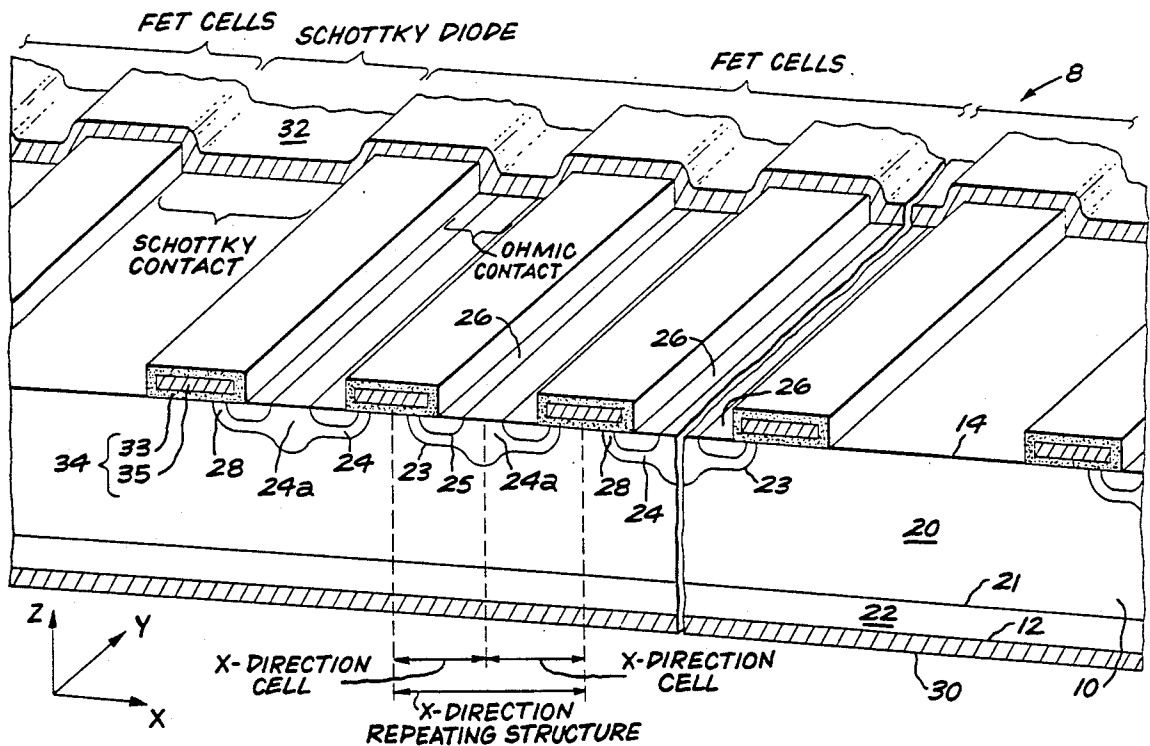 FET CELLS
SCHOTTKY DIODE
FET CELLS
8
32
SCHOTTKY
CONTACT
OHMIC
CONTACT
26
26
26
14
34
33
35
28
24a
24
23
25
24a
28
24
23
20
21
22
12
Z
Y
X
X-DIRECTION
CELL
X-DIRECTION
CELL
30
10
X-DIRECTION
REPEATING STRUCTURE